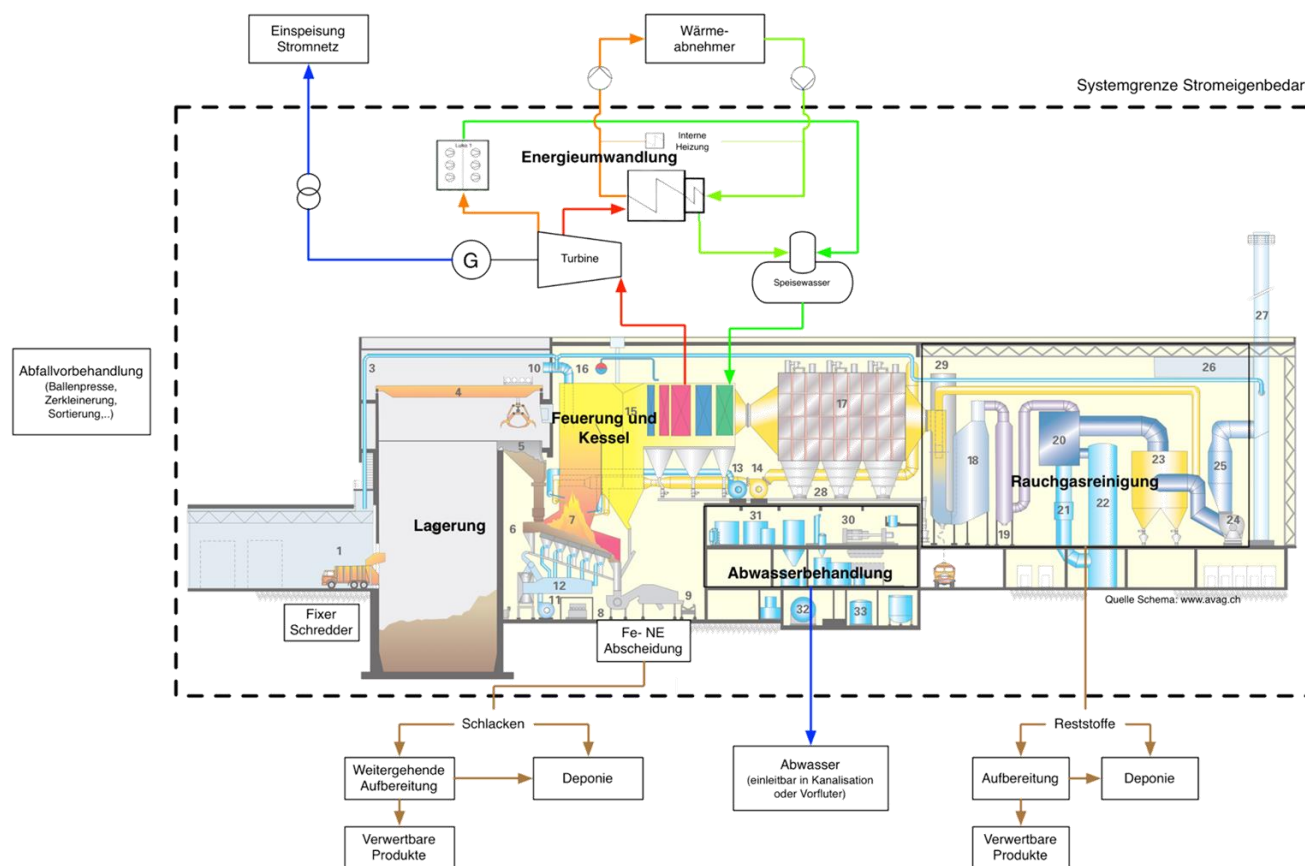 Einspeisung
Stromnetz
Wärme-
abnehmer
Systemgrenze Stromeigenbedar
Interne
Heizung
Luko 1
Energieumwandlung
G
Turbine
Speisewasser
27
Abfallvorbehandlung
(Ballenpresse,
Zerkleinerung,
Sortierung,..)
3
10
16
29
26
4
15
17
Feuerung und
Kessel
5
20
23
25
13
14
18
Rauchgasreinigung
28
22
21
24
Lagerung
6
7
31
30
19
1
12
Abwasserbehandlung
11
8
9
32
33
Quelle Schema: www.avag.ch
Fixer
Schredder
Fe- NE
Abscheidung
Schlacken
Reststoffe
Weitergehende
Aufbereitung
Deponie
Abwasser
(einleitbar in Kanalisation
oder Vorfluter)
Aufbereitung
Deponie
Verwertbare
Produkte
Verwertbare
Produkte